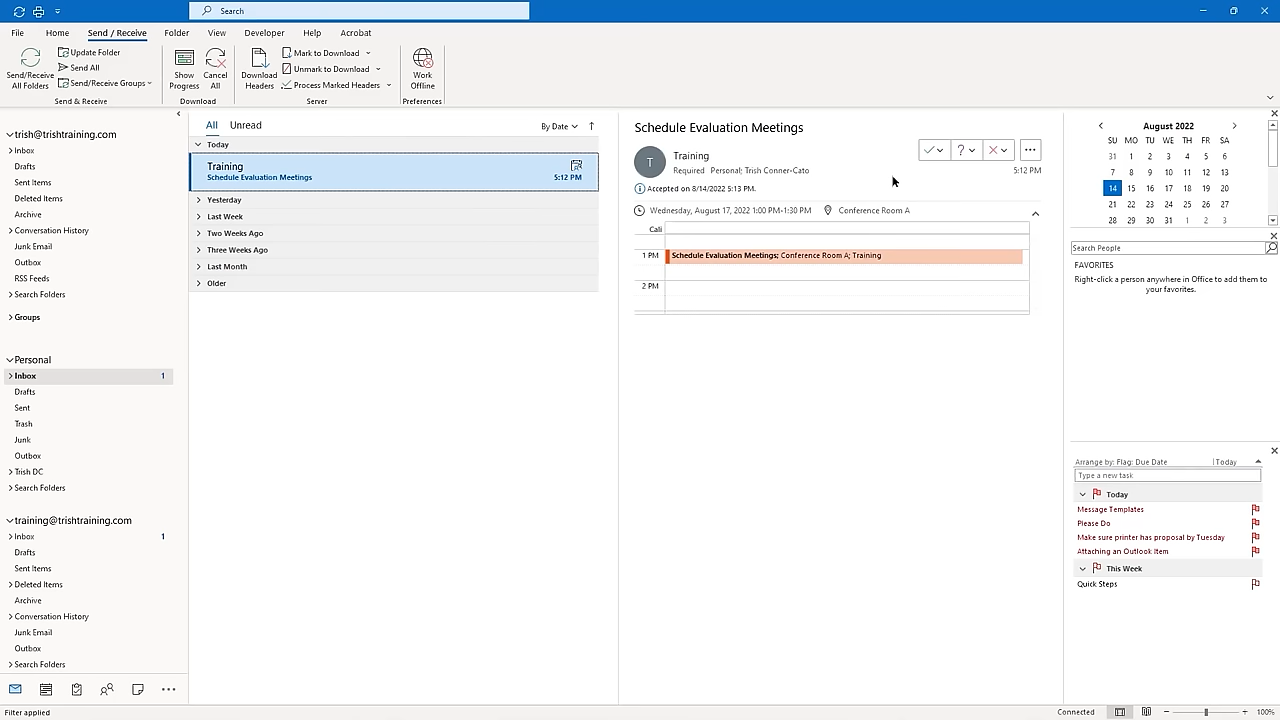 Search
File Home Send / Receive Folder View Developer Help Acrobat
Send/Receive
All Folders
Update Folder
Send All
Send/Receive Groups
Send & Receive
Show
Progress
Cancel
All
Download
Download
Headers
Mark to Download
Unmark to Download
Process Marked Headers
Server
Work
Offline
Preferences
trish@trishtraining.com
Inbox
Drafts
Sent Items
Deleted Items
Archive
Conversation History
Junk Email
Outbox
RSS Feeds
Search Folders
Groups
Personal
Inbox 1
Drafts
Sent
Trash
Junk
Outbox
Trish DC
Search Folders
training@trishtraining.com
Inbox 1
Drafts
Sent Items
Deleted Items
Archive
Conversation History
Junk Email
Outbox
Search Folders
All Unread By Date
Today
Training
Schedule Evaluation Meetings 5:12 PM
Yesterday
Last Week
Two Weeks Ago
Three Weeks Ago
Last Month
Older
Schedule Evaluation Meetings
T
Training
Required Personal; Trish Conner-Cato 5:12 PM
Accepted on 8/14/2022 5:13 PM.
Wednesday, August 17, 2022 1:00 PM-1:30 PM Conference Room A
Cali
1 PM Schedule Evaluation Meetings; Conference Room A; Training
2 PM
August 2022
SU MO TU WE TH FR SA
31 1 2 3 4 5 6
7 8 9 10 11 12 13
14 15 16 17 18 19 20
21 22 23 24 25 26 27
28 29 30 31 1 2 3
Search People
FAVORITES
Right-click a person anywhere in Office to add them to
your favorites.
Arrange by: Flag: Due Date Today
Type a new task
Today
Message Templates
Please Do
Make sure printer has proposal by Tuesday
Attaching an Outlook Item
This Week
Quick Steps
Filter applied
Connected 100%